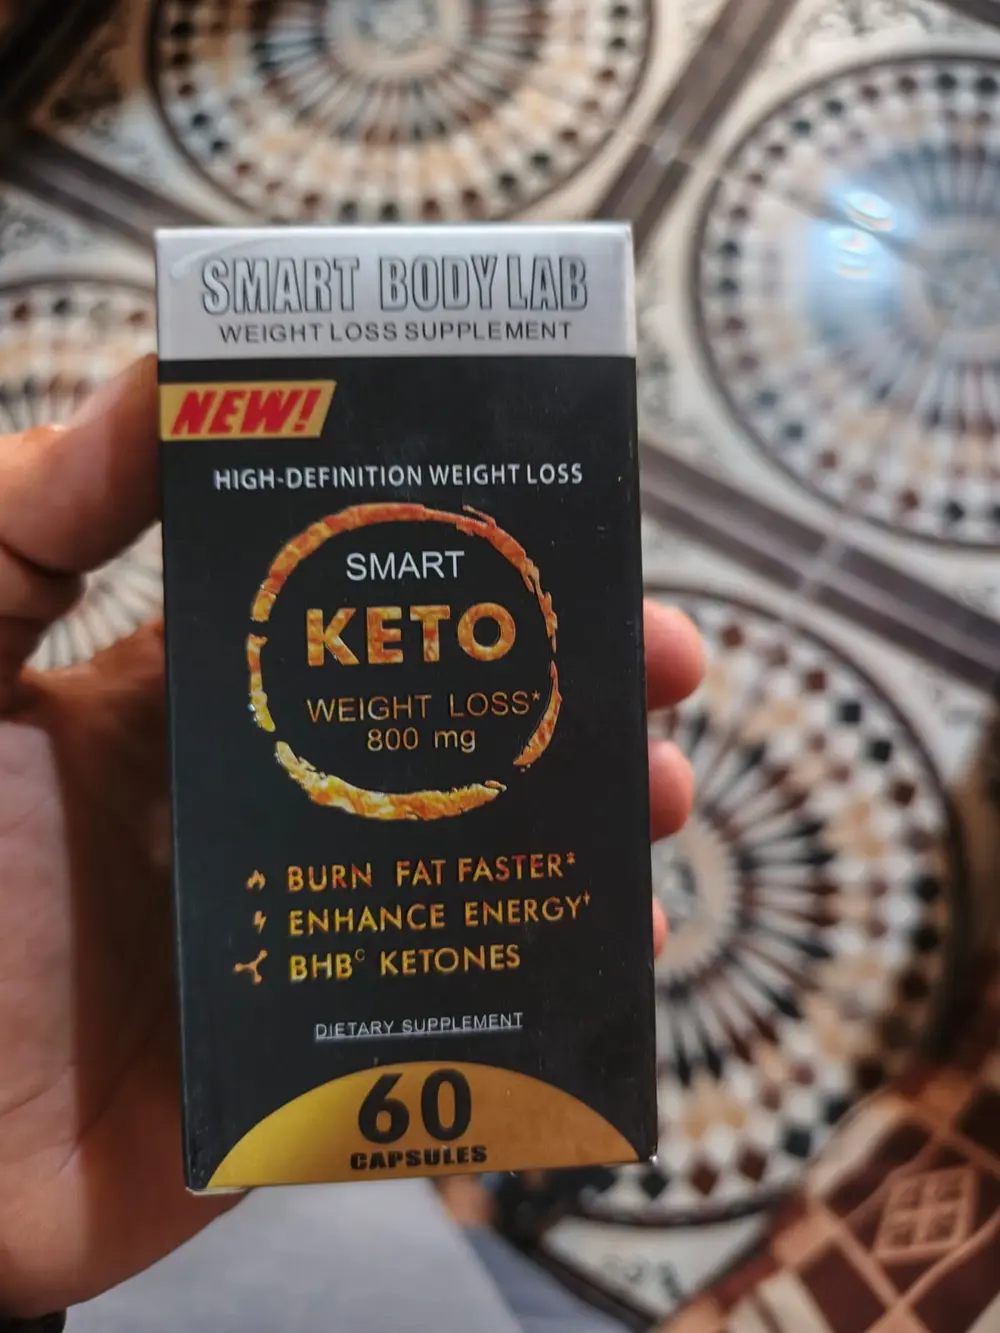 SMART BODY LAB
WEIGHT LOSS SUPPLEMENT
NEW!
HIGH-DEFINITION WEIGHT LOSS
SMART
KETO
WEIGHT LOSS*
800 mg
BURN FAT FASTER‡
ENHANCE ENERGY†
BHBᶜ KETONES
DIETARY SUPPLEMENT
60
CAPSULES